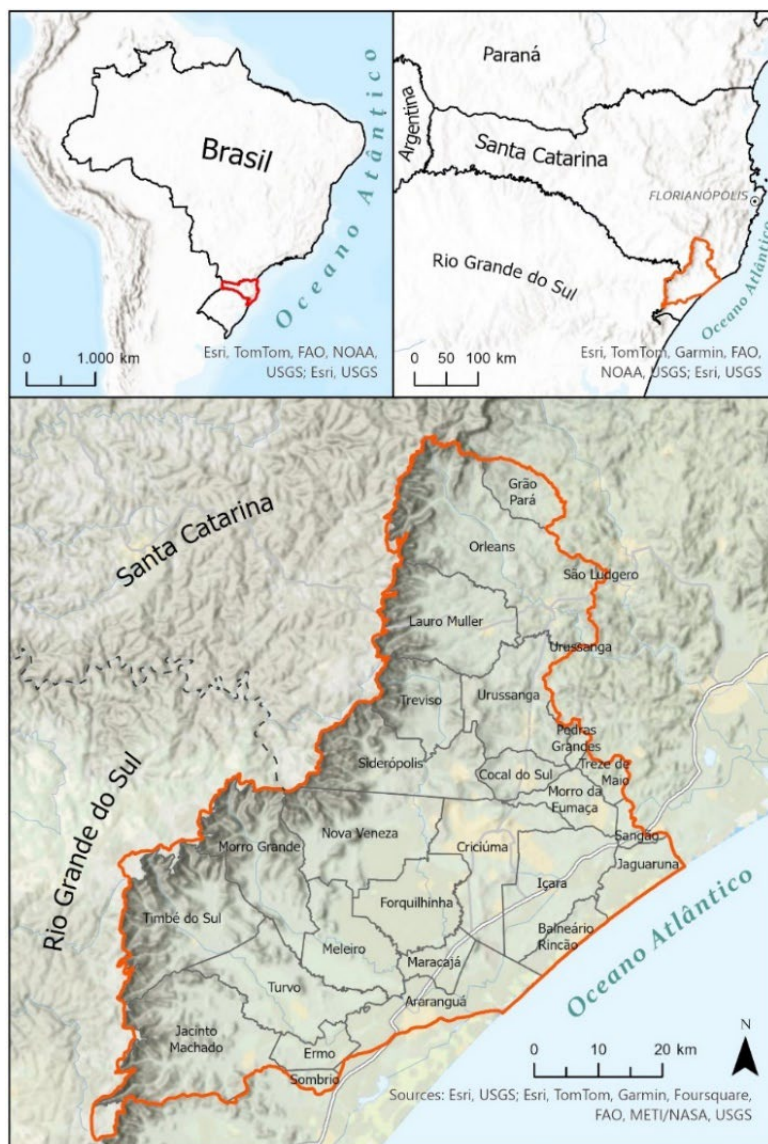 Brasil
Oceano Atântico
0 1,000 km
Esri, TomTom, FAO, NOAA,
USGS; Esri, USGS
Paraná
Argentina
Santa Catarina
FLORIANÓPOLIS
Rio Grande do Sul
Oceano Atlântico
0 50 100 km
Esri, TomTom, Garmin, FAO,
NOAA, USGS; Esri, USGS
Santa Catarina
Rio Grande do Sul
Grão
Pará
Orleans
São Ludgero
Lauro Muller
Urussanga
Treviso
Urussanga
Pedras
Grandes
Siderópolis
Cocal do Sul
Treze de
Maio
Morro da
Fumaça
Morro Grande
Nova Veneza
Criciúma
Sangão
Jaguaruna
Içara
Timbé do Sul
Forquilhinha
Balneário
Rincão
Meleiro
Maracajá
Turvo
Araranguá
Jacinto
Machado
Ermo
Sombrio
Oceano Atlântico
N
0 10 20 km
Sources: Esri, USGS; Esri, TomTom, Garmin, Foursquare,
FAO, METI/NASA, USGS